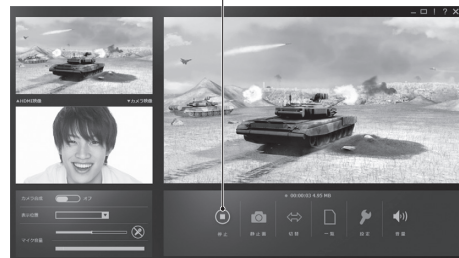 ▲HDMI映像 ▼カメラ映像
カメラ映像 オフ
表示位置
マイク音量
● 00:00:03 4.85 MB
停止 静止画 切替 一覧 設定 音量